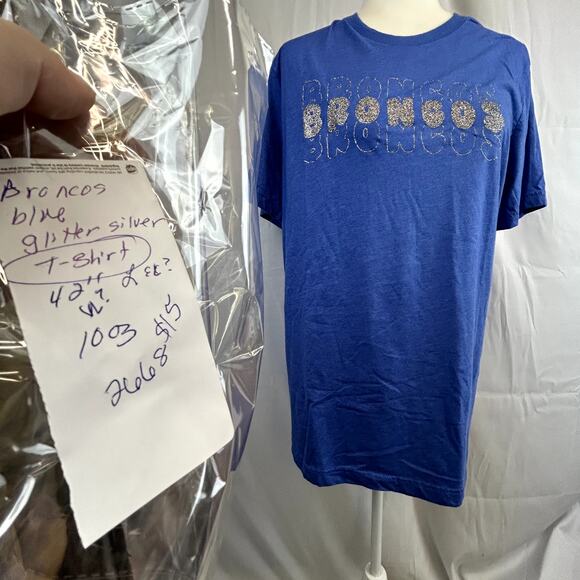 Broncos
blue
glitter silver
T-shirt
42"
W?
1003
2668 $15
BRONCOS
BRONCOS
BRONCOS